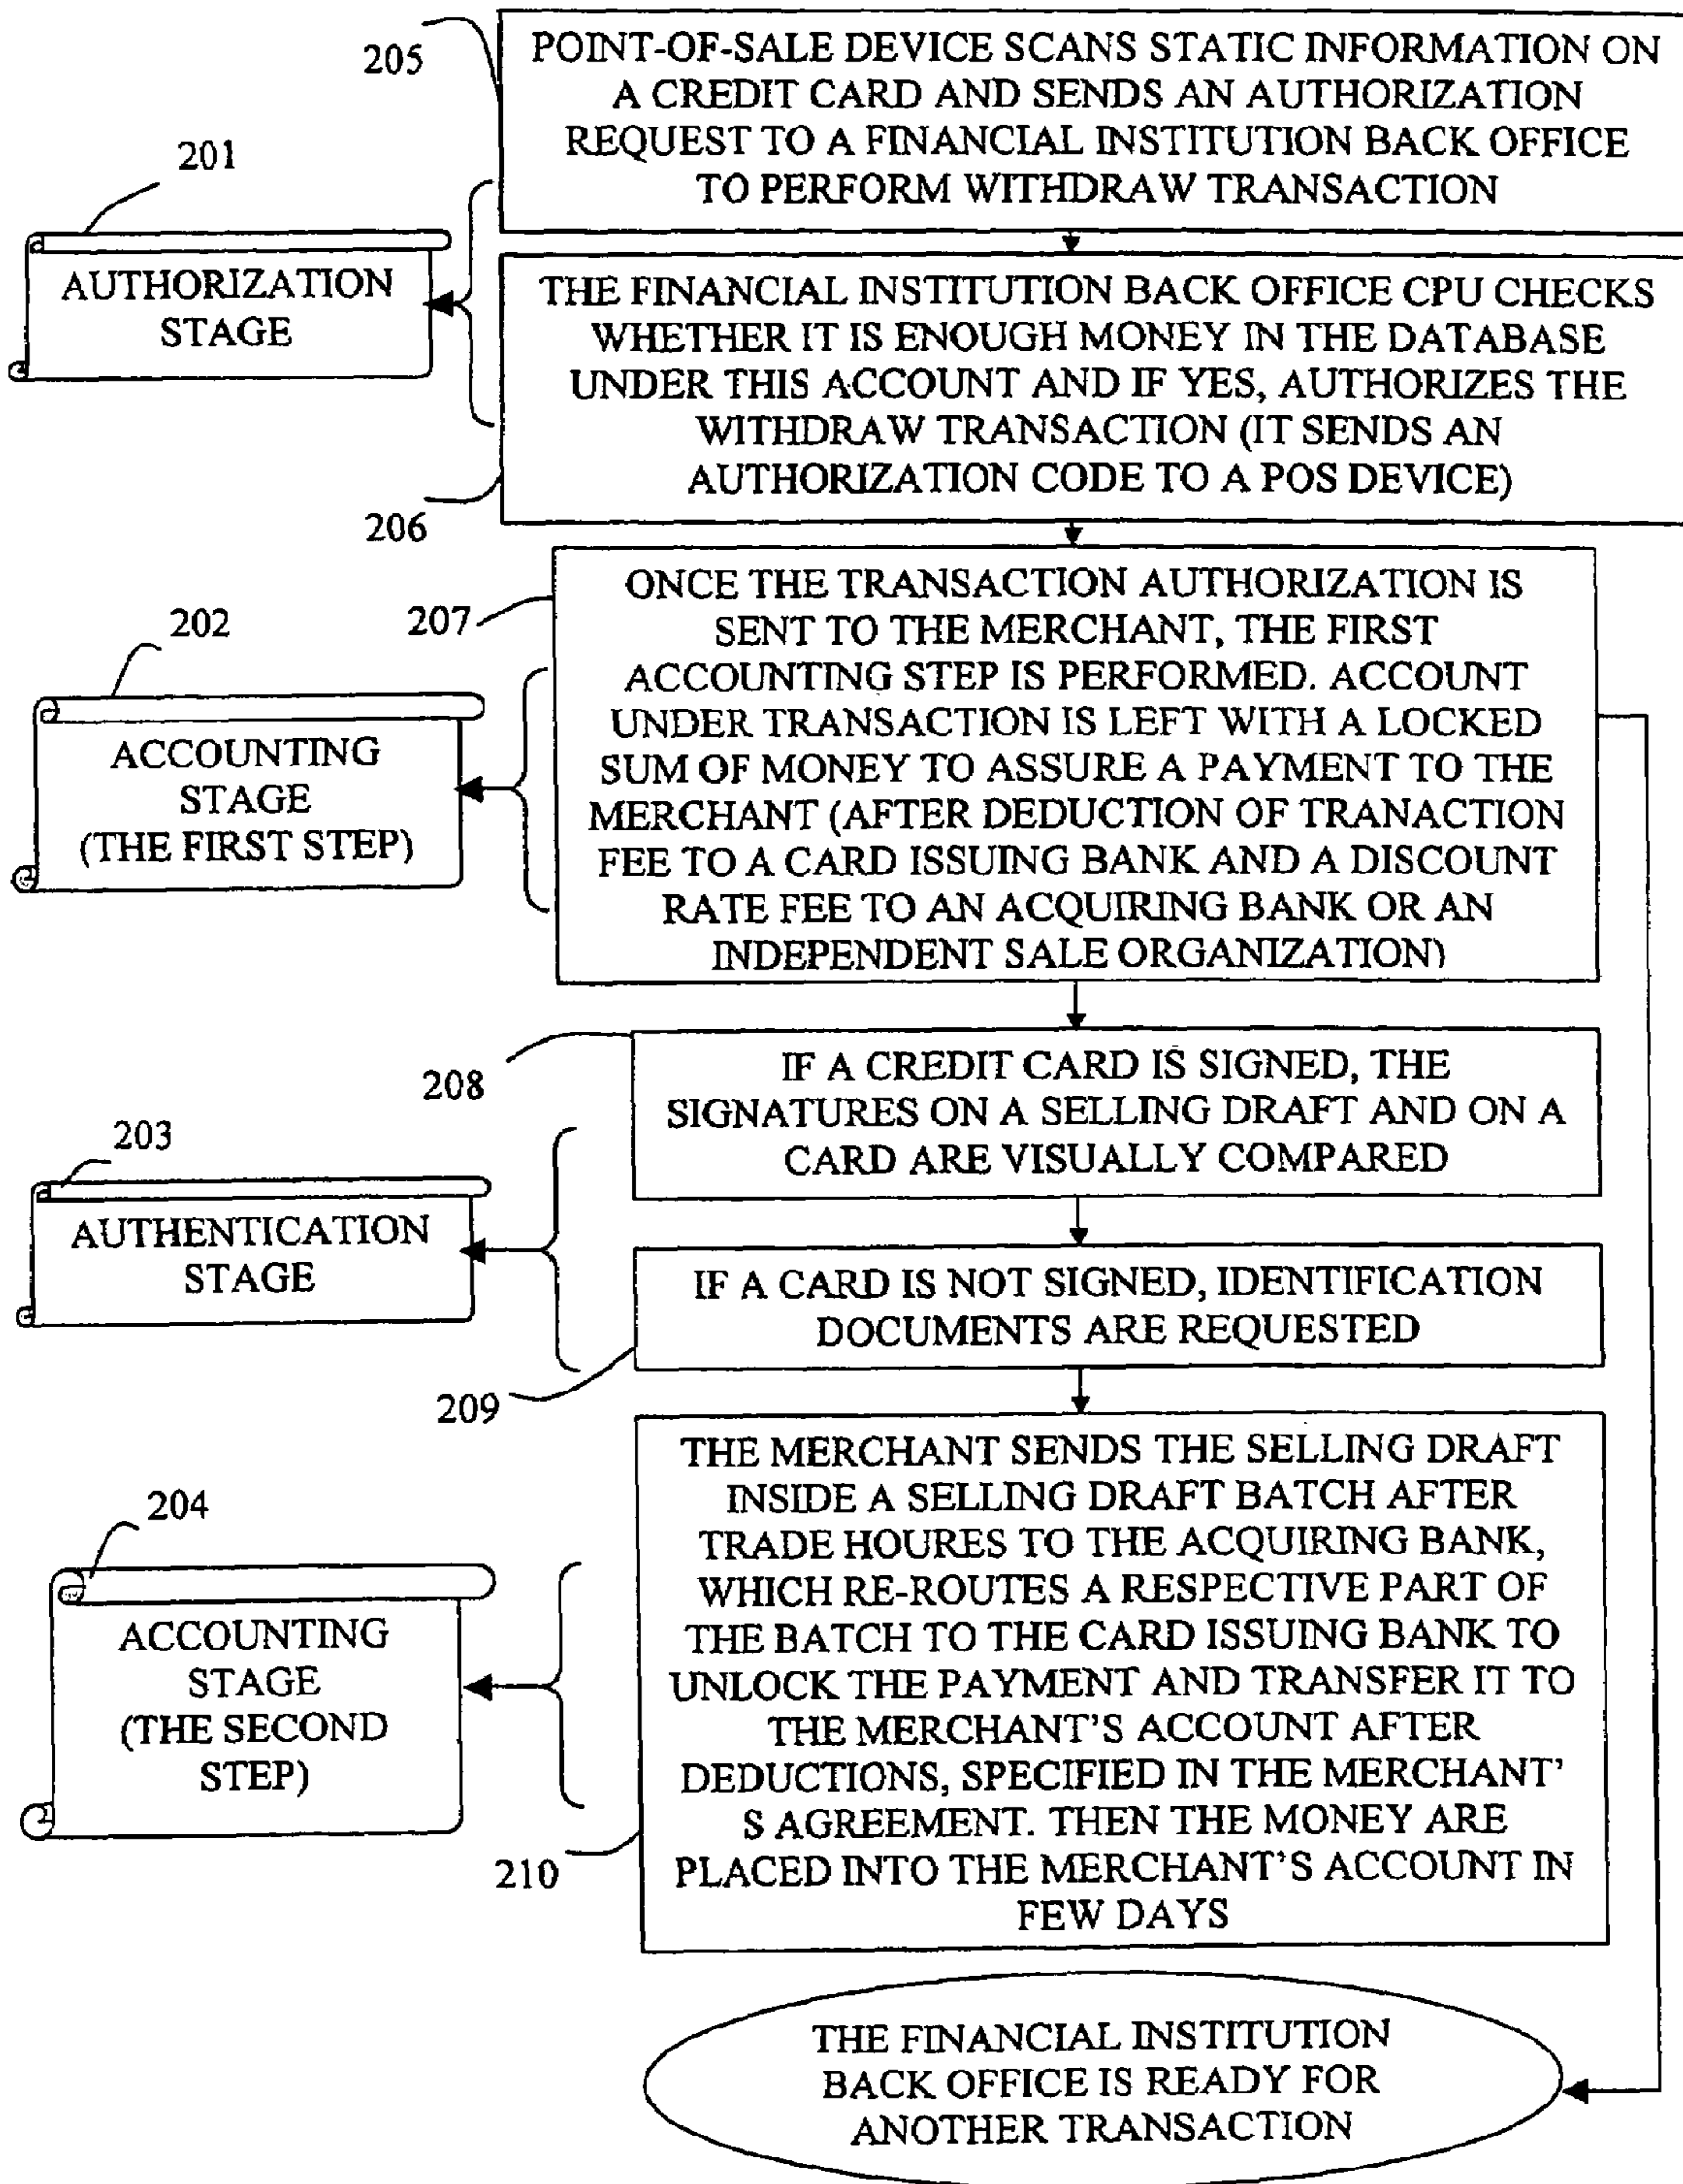 205
POINT-OF-SALE DEVICE SCANS STATIC INFORMATION ON
A CREDIT CARD AND SENDS AN AUTHORIZATION
REQUEST TO A FINANCIAL INSTITUTION BACK OFFICE
TO PERFORM WITHDRAW TRANSACTION
201
AUTHORIZATION
STAGE
THE FINANCIAL INSTITUTION BACK OFFICE CPU CHECKS
WHETHER IT IS ENOUGH MONEY IN THE DATABASE
UNDER THIS ACCOUNT AND IF YES, AUTHORIZES THE
WITHDRAW TRANSACTION (IT SENDS AN
AUTHORIZATION CODE TO A POS DEVICE)
206
202
207
ACCOUNTING
STAGE
(THE FIRST STEP)
ONCE THE TRANSACTION AUTHORIZATION IS
SENT TO THE MERCHANT, THE FIRST
ACCOUNTING STEP IS PERFORMED. ACCOUNT
UNDER TRANSACTION IS LEFT WITH A LOCKED
SUM OF MONEY TO ASSURE A PAYMENT TO THE
MERCHANT (AFTER DEDUCTION OF TRANACTION
FEE TO A CARD ISSUING BANK AND A DISCOUNT
RATE FEE TO AN ACQUIRING BANK OR AN
INDEPENDENT SALE ORGANIZATION)
208
IF A CREDIT CARD IS SIGNED, THE
SIGNATURES ON A SELLING DRAFT AND ON A
CARD ARE VISUALLY COMPARED
203
AUTHENTICATION
STAGE
IF A CARD IS NOT SIGNED, IDENTIFICATION
DOCUMENTS ARE REQUESTED
209
204
ACCOUNTING
STAGE
(THE SECOND
STEP)
THE MERCHANT SENDS THE SELLING DRAFT
INSIDE A SELLING DRAFT BATCH AFTER
TRADE HOURES TO THE ACQUIRING BANK,
WHICH RE-ROUTES A RESPECTIVE PART OF
THE BATCH TO THE CARD ISSUING BANK TO
UNLOCK THE PAYMENT AND TRANSFER IT TO
THE MERCHANT'S ACCOUNT AFTER
DEDUCTIONS, SPECIFIED IN THE MERCHANT'
S AGREEMENT. THEN THE MONEY ARE
PLACED INTO THE MERCHANT'S ACCOUNT IN
FEW DAYS
210
THE FINANCIAL INSTITUTION
BACK OFFICE IS READY FOR
ANOTHER TRANSACTION